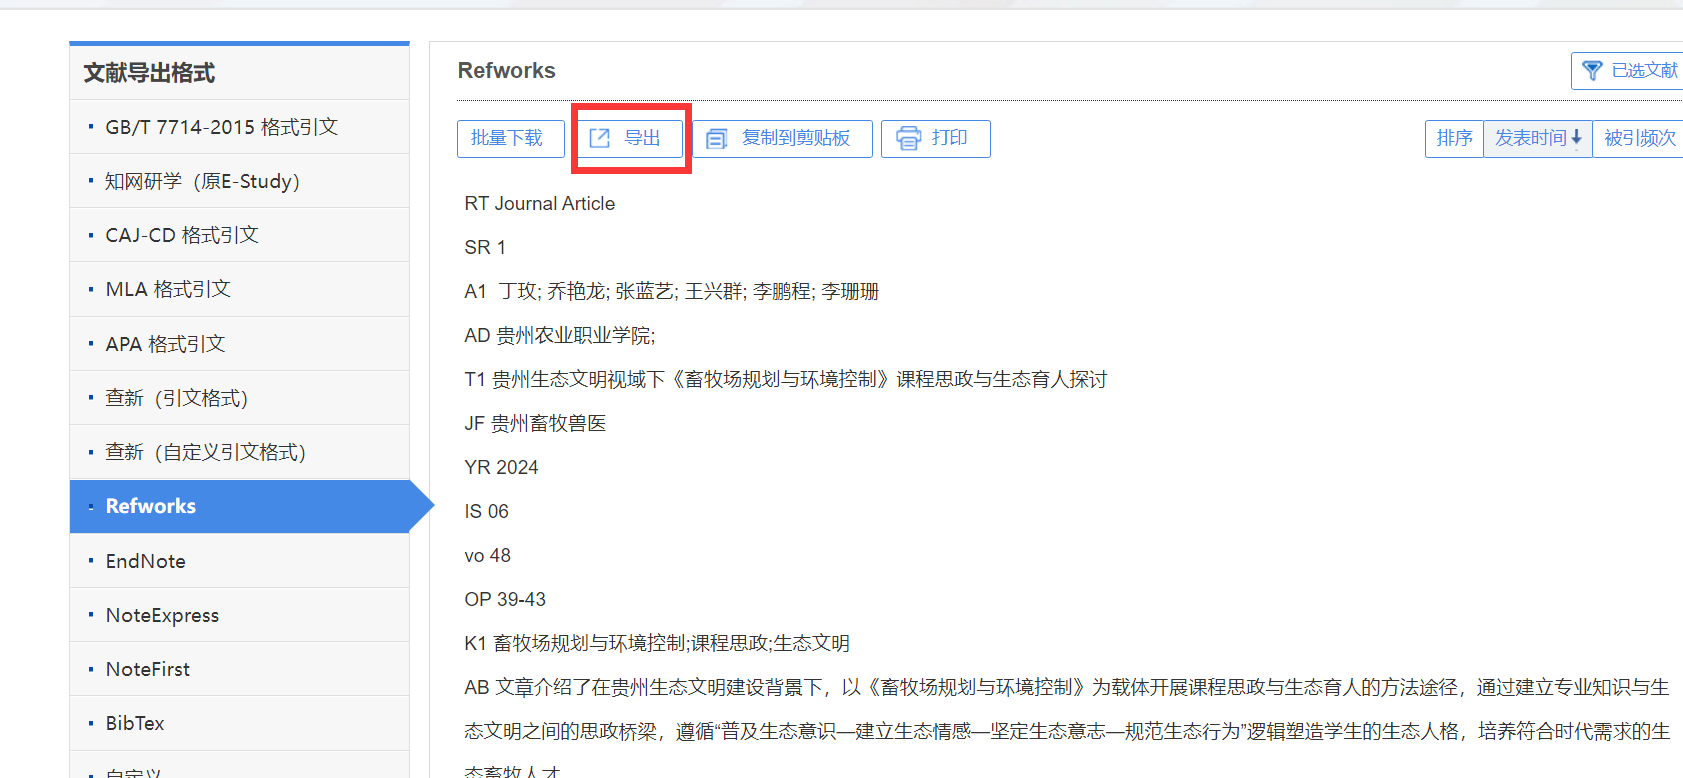 文献导出格式
GB/T 7714-2015 格式引文
知网研学（原E-Study）
CAJ-CD 格式引文
MLA 格式引文
APA 格式引文
查新（引文格式）
查新（自定义引文格式）
Refworks
EndNote
NoteExpress
NoteFirst
BibTex
自定义
Refworks
已选文献
批量下载 导出 复制到剪贴板 打印
排序 发表时间 被引频次
RT Journal Article
SR 1
A1 丁玫; 乔艳龙; 张蓝艺; 王兴群; 李鹏程; 李珊珊
AD 贵州农业职业学院;
T1 贵州生态文明视域下《畜牧场规划与环境控制》课程思政与生态育人探讨
JF 贵州畜牧兽医
YR 2024
IS 06
vo 48
OP 39-43
K1 畜牧场规划与环境控制;课程思政;生态文明
AB 文章介绍了在贵州生态文明建设背景下，以《畜牧场规划与环境控制》为载体开展课程思政与生态育人的方法途径，通过建立专业知识与生
态文明之间的思政桥梁，遵循“普及生态意识—建立生态情感—坚定生态意志—规范生态行为”逻辑塑造学生的生态人格，培养符合时代需求的生
态畜牧人才